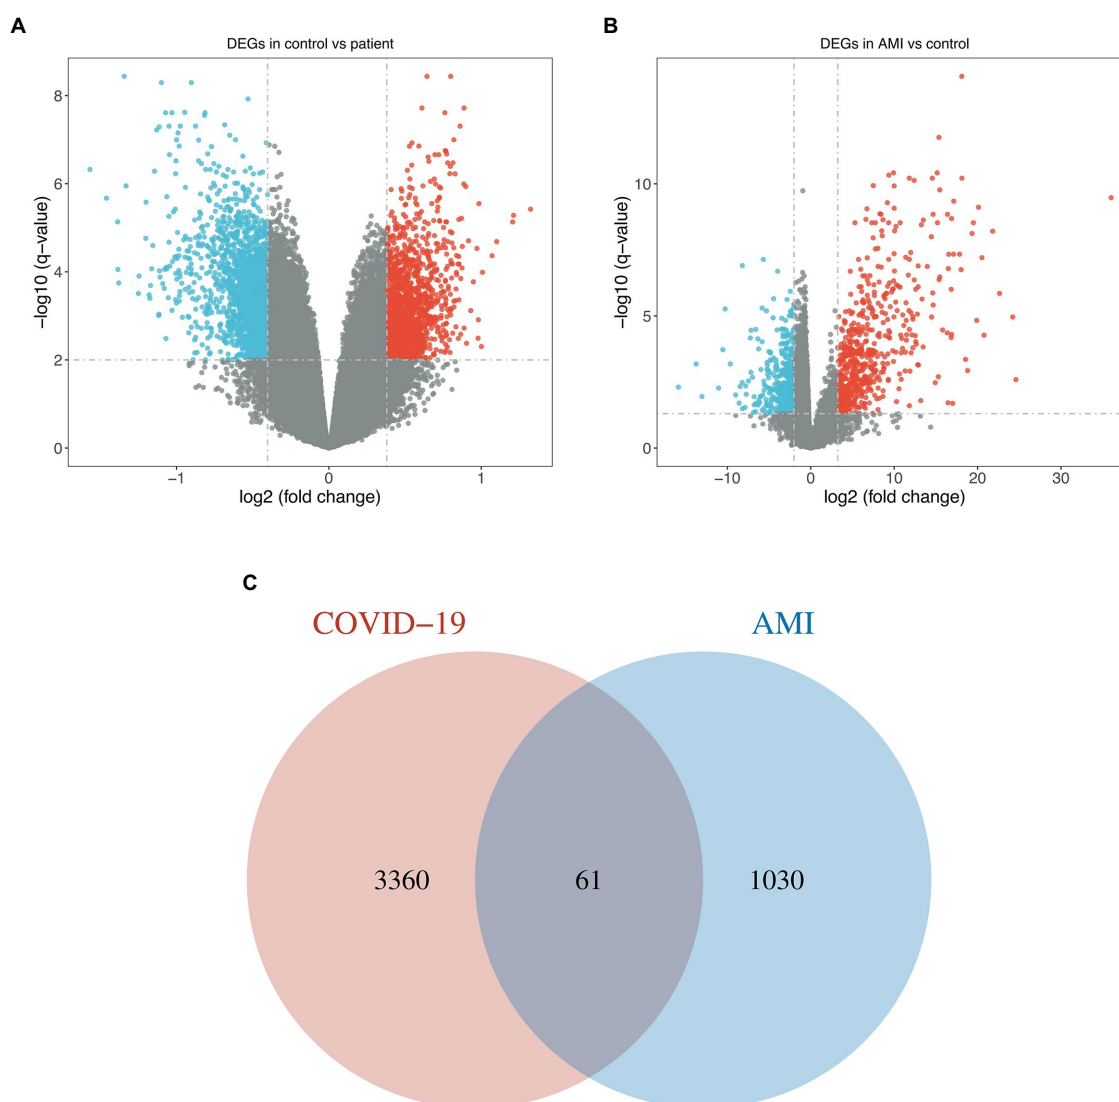 A
DEGs in control vs patient
−log10 (q−value)
8
6
4
2
0
−1
0
1
log2 (fold change)
B
DEGs in AMI vs control
−log10 (q−value)
10
5
0
−10
0
10
20
30
log2 (fold change)
C
COVID−19
AMI
3360
61
1030